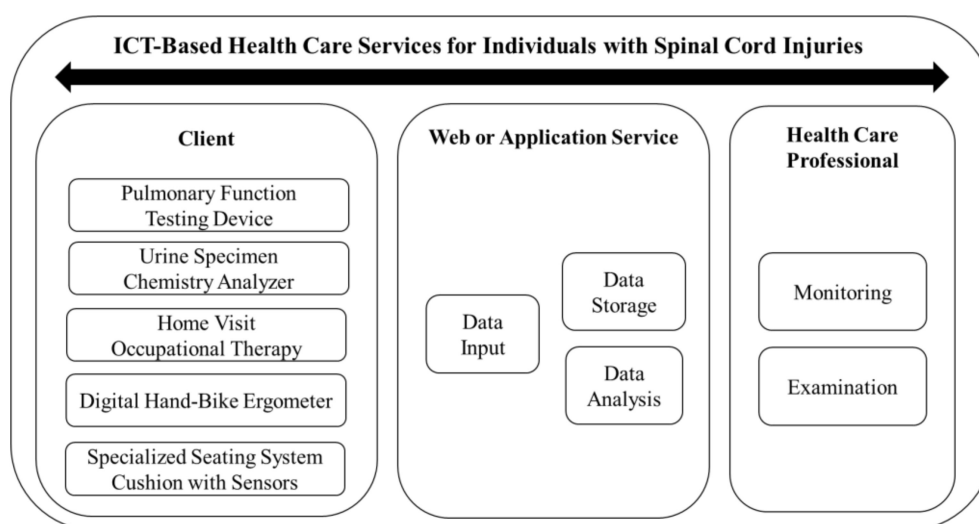 ICT-Based Health Care Services for Individuals with Spinal Cord Injuries
Client
Pulmonary Function
Testing Device
Urine Specimen
Chemistry Analyzer
Home Visit
Occupational Therapy
Digital Hand-Bike Ergometer
Specialized Seating System
Cushion with Sensors
Web or Application Service
Data
Input
Data
Storage
Data
Analysis
Health Care
Professional
Monitoring
Examination